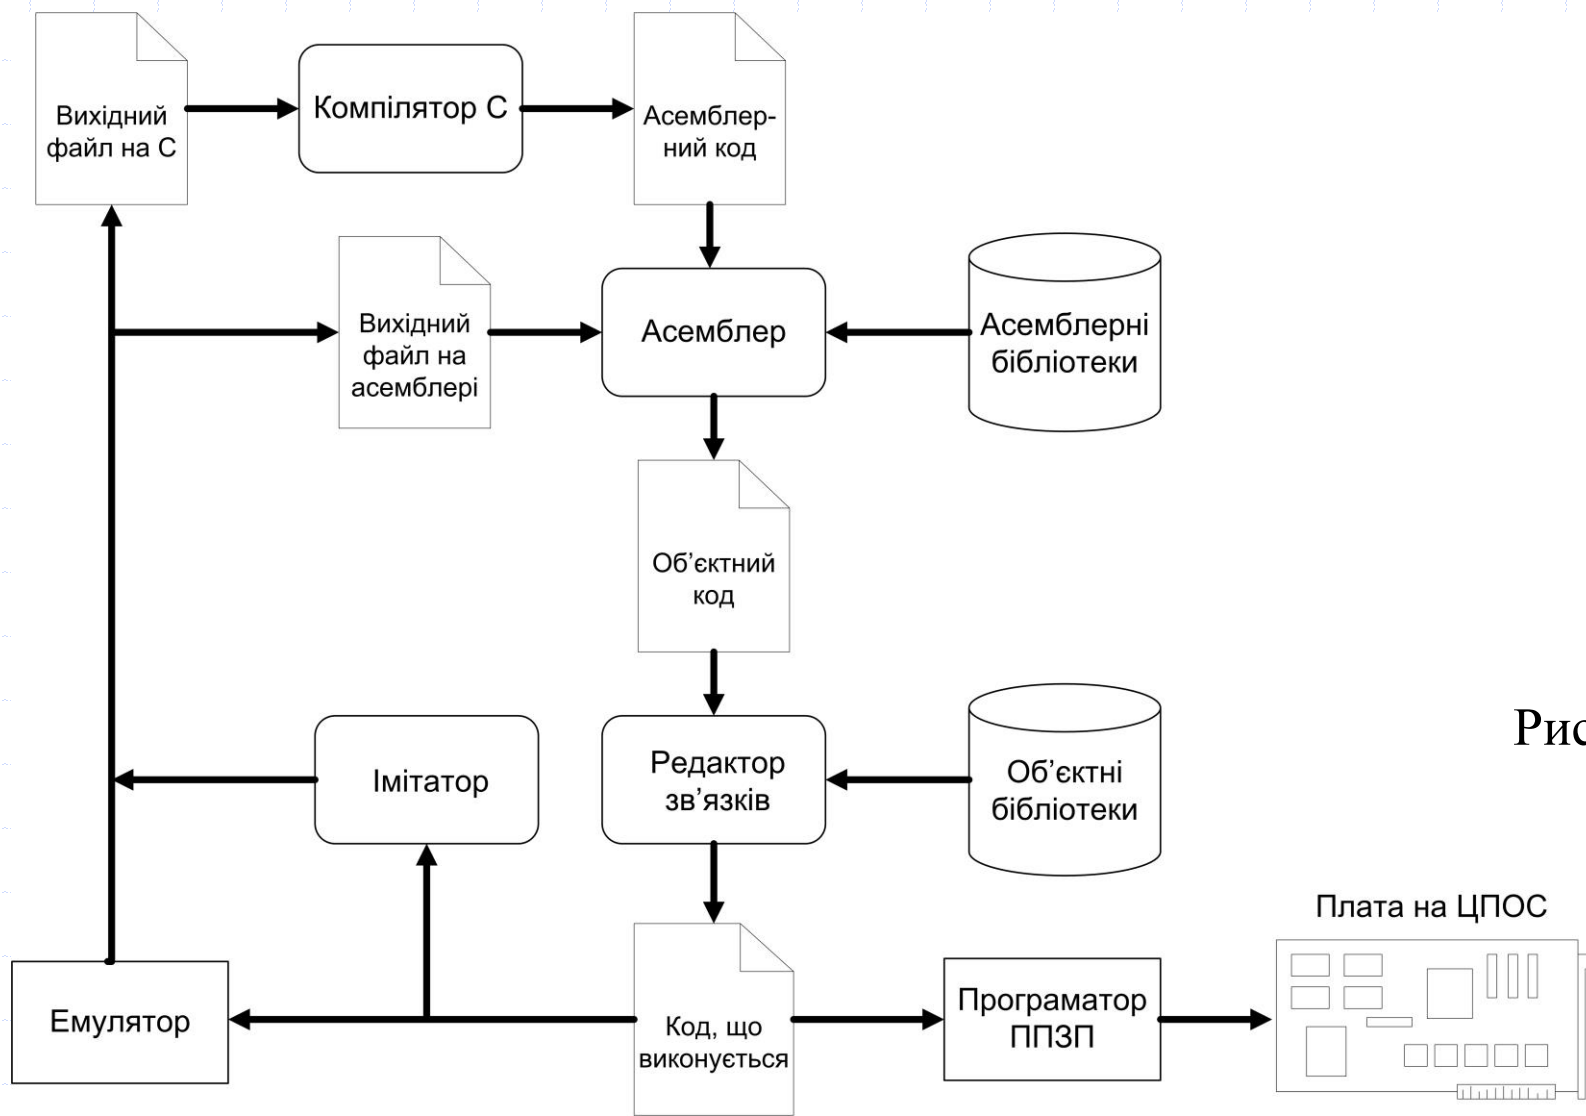 Вихідний
файл на С
Компілятор С
Асемблер-
ний код
Вихідний
файл на
асемблері
Асемблер
Асемблерні
бібліотеки
Об’єктний
код
Імітатор
Редактор
зв’язків
Об’єктні
бібліотеки
Рис
Плата на ЦПОС
Емулятор
Код, що
виконується
Програматор
ППЗП